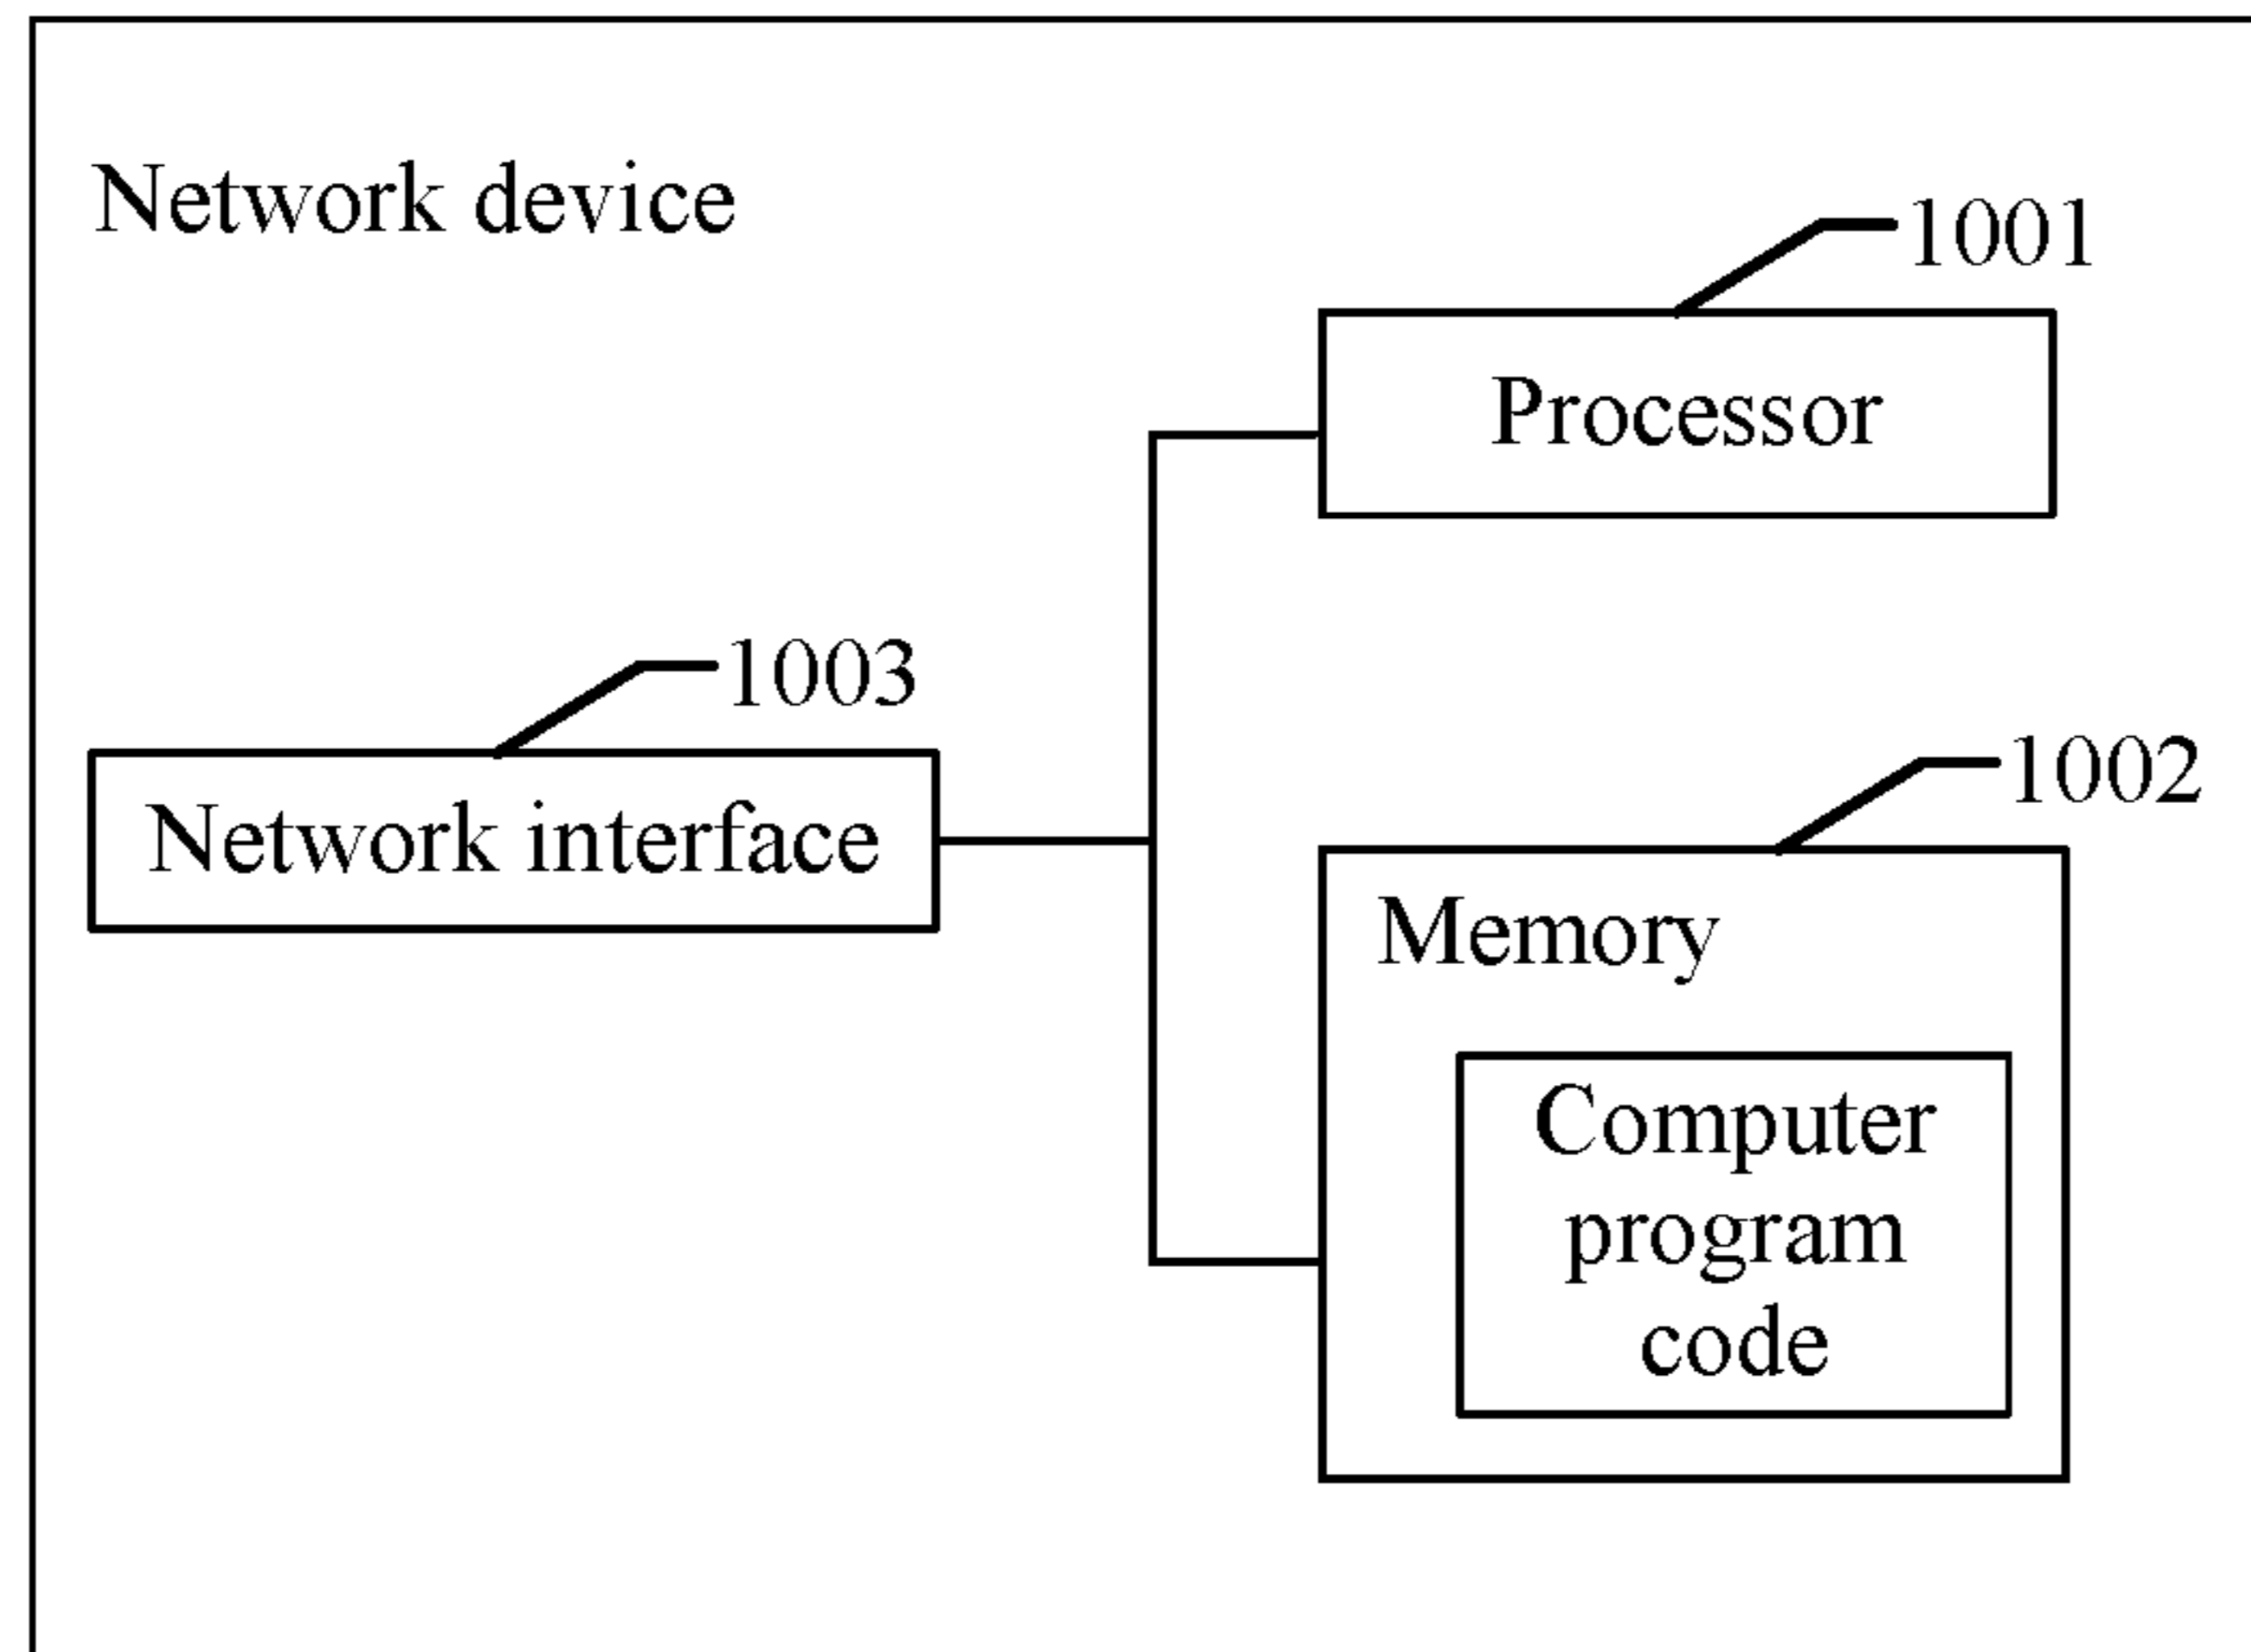 Network device
1001
Processor
1003
Network interface
1002
Memory
Computer
program
code